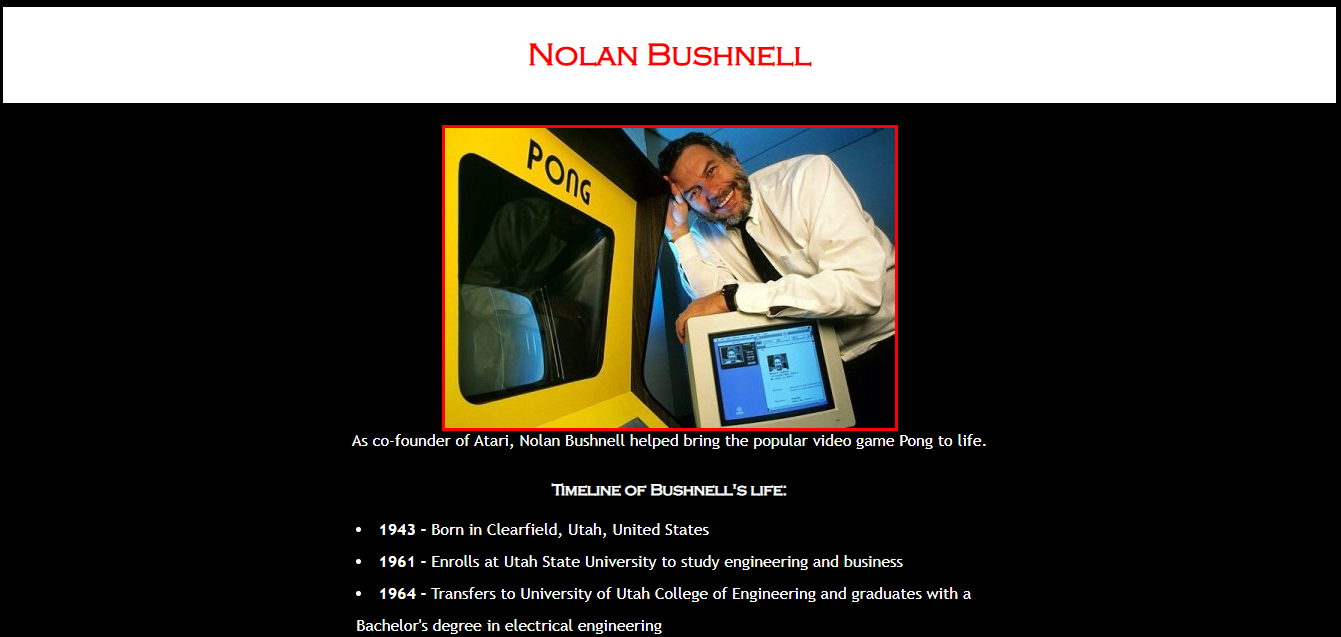 Nolan Bushnell
PONG
As co-founder of Atari, Nolan Bushnell helped bring the popular video game Pong to life.
Timeline of Bushnell's life:
• 1943 - Born in Clearfield, Utah, United States
• 1961 - Enrolls at Utah State University to study engineering and business
• 1964 - Transfers to University of Utah College of Engineering and graduates with a
Bachelor's degree in electrical engineering